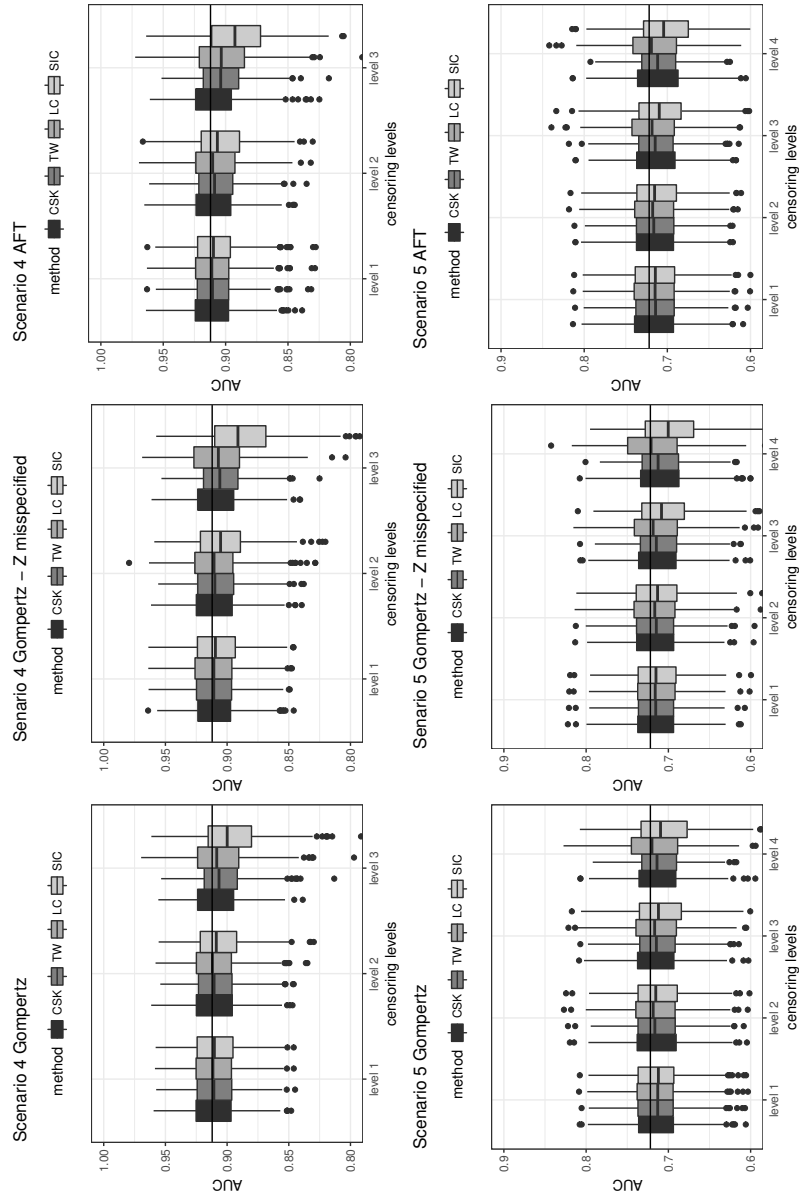 Scenario 4 Gompertz
method CSK TW LC SIC
AUC
1.00
0.95
0.90
0.85
0.80
level 1
level 2
level 3
censoring levels
Senario 4 Gompertz – Z misspecified
method CSK TW LC SIC
AUC
1.00
0.95
0.90
0.85
0.80
level 1
level 2
level 3
censoring levels
Scenario 4 AFT
method CSK TW LC SIC
AUC
1.00
0.95
0.90
0.85
0.80
level 1
level 2
level 3
censoring levels
Scenario 5 Gompertz
method CSK TW LC SIC
AUC
0.9
0.8
0.7
0.6
level 1
level 2
level 3
level 4
censoring levels
Senario 5 Gompertz – Z misspecified
method CSK TW LC SIC
AUC
0.9
0.8
0.7
0.6
level 1
level 2
level 3
level 4
censoring levels
Scenario 5 AFT
method CSK TW LC SIC
AUC
0.9
0.8
0.7
0.6
level 1
level 2
level 3
level 4
censoring levels